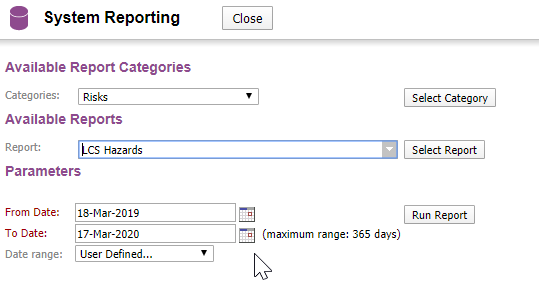 System Reporting Close
Available Report Categories
Categories: Risks Select Category
Available Reports
Report: LCS Hazards Select Report
Parameters
From Date: 18-Mar-2019 Run Report
To Date: 17-Mar-2020 (maximum range: 365 days)
Date range: User Defined...